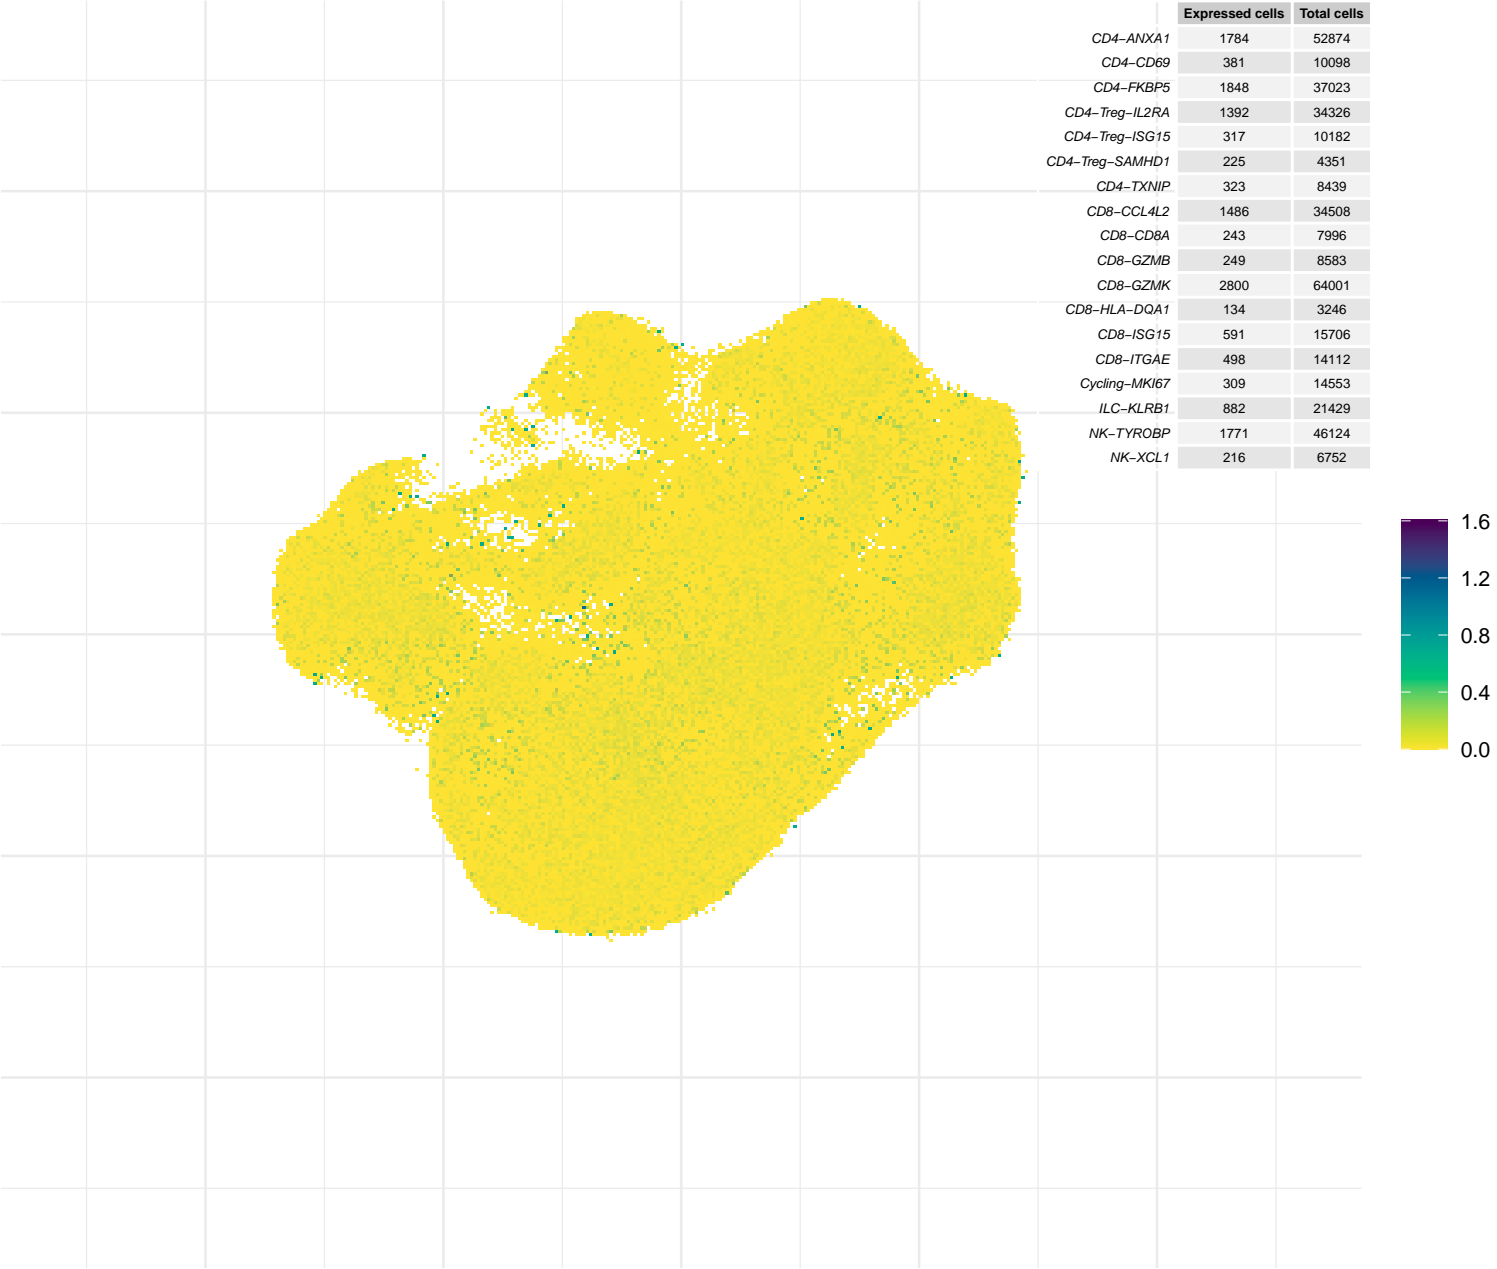 Expressed cells Total cells
CD4−ANXA1 1784 52874
CD4−CD69 381 10098
CD4−FKBP5 1848 37023
CD4−Treg−IL2RA 1392 34326
CD4−Treg−ISG15 317 10182
CD4−Treg−SAMHD1 225 4351
CD4−TXNIP 323 8439
CD8−CCL4L2 1486 34508
CD8−CD8A 243 7996
CD8−GZMB 249 8583
CD8−GZMK 2800 64001
CD8−HLA−DQA1 134 3246
CD8−ISG15 591 15706
CD8−ITGAE 498 14112
Cycling−MKI67 309 14553
ILC−KLRB1 882 21429
NK−TYROBP 1771 46124
NK−XCL1 216 6752
1.6
1.2
0.8
0.4
0.0